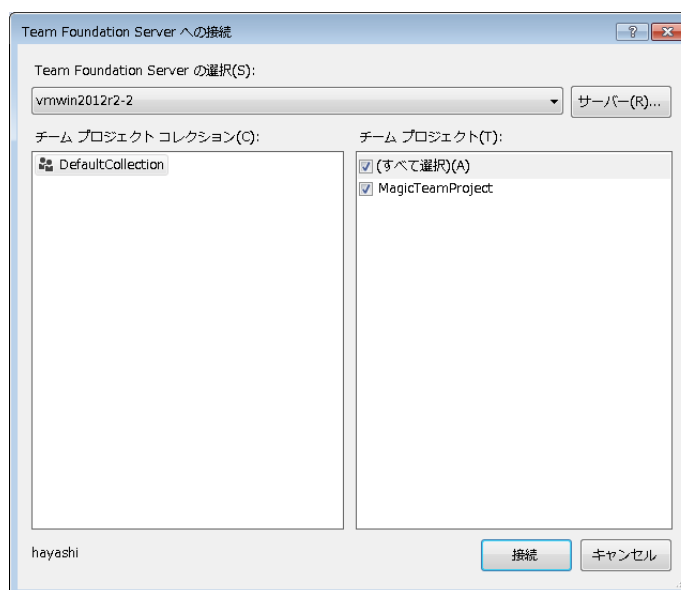 Team Foundation Server への接続
Team Foundation Server の選択(S):
vmwin2012r2-2
サーバー(R)...
チーム プロジェクト コレクション(C):
チーム プロジェクト(T):
DefaultCollection
(すべて選択)(A)
MagicTeamProject
hayashi
接続
キャンセル